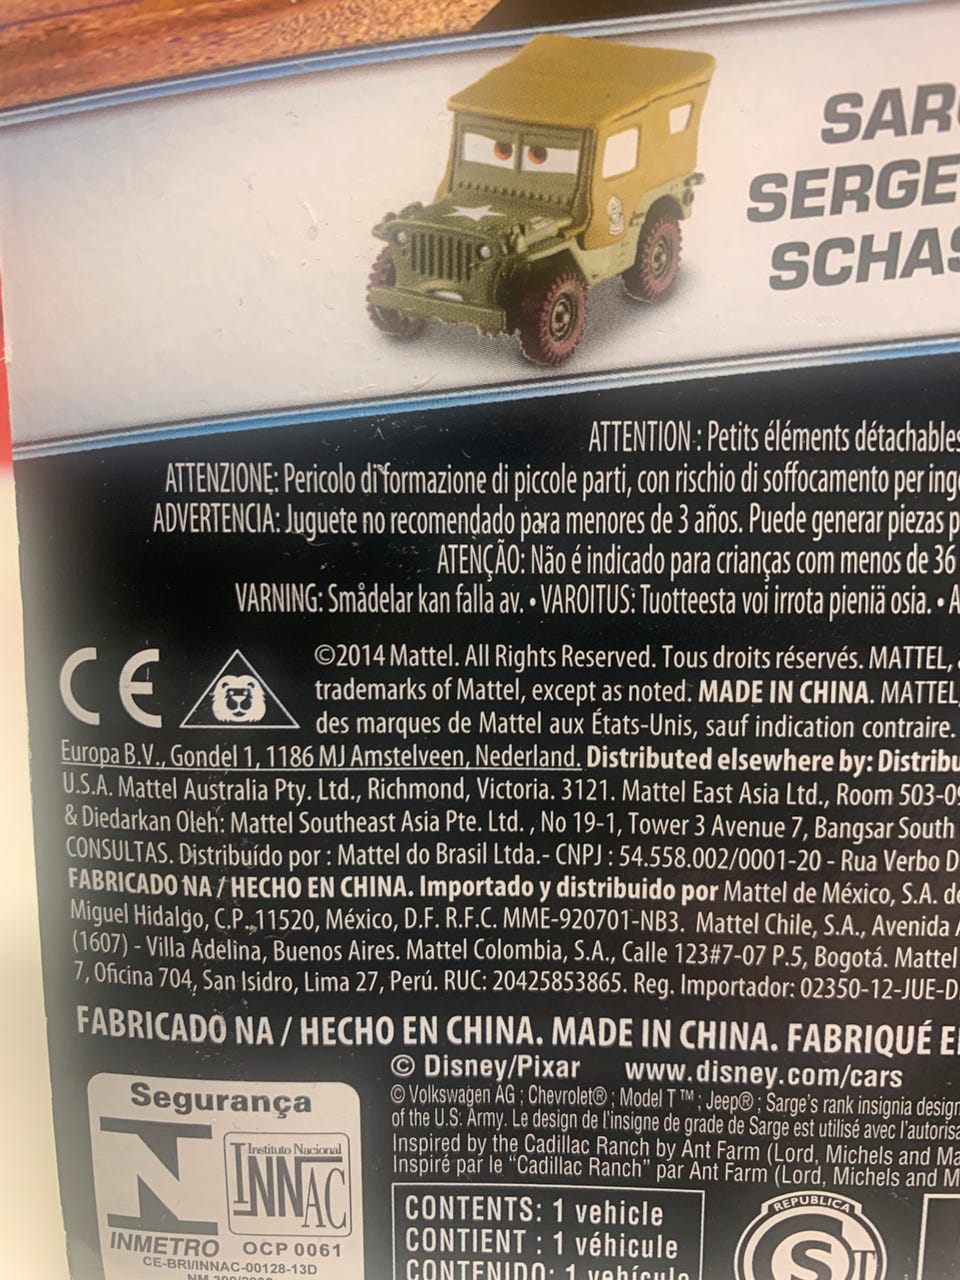 SAR
SERGE
SCHAS
ATTENTION : Petits éléments détachables
ATTENZIONE: Pericolo di formazione di piccole parti, con rischio di soffocamento per ing
ADVERTENCIA: Juguete no recomendado para menores de 3 años. Puede generar piezas p
ATENÇÃO: Não é indicado para crianças com menos de 36
VARNING: Smådelar kan falla av. • VAROITUS: Tuotteesta voi irrota pieniä osia. • A
CE
©2014 Mattel. All Rights Reserved. Tous droits réservés. MATTEL,
trademarks of Mattel, except as noted. MADE IN CHINA. MATTEL,
des marques de Mattel aux États-Unis, sauf indication contraire.
Europa B.V., Gondel 1, 1186 MJ Amstelveen, Nederland. Distributed elsewhere by: Distribu
U.S.A. Mattel Australia Pty. Ltd., Richmond, Victoria. 3121. Mattel East Asia Ltd., Room 503-09
& Diedarkan Oleh: Mattel Southeast Asia Pte. Ltd. , No 19-1, Tower 3 Avenue 7, Bangsar South
CONSULTAS. Distribuído por : Mattel do Brasil Ltda.- CNPJ : 54.558.002/0001-20 - Rua Verbo D
FABRICADO NA / HECHO EN CHINA. Importado y distribuido por Mattel de México, S.A. de
Miguel Hidalgo, C.P. 11520, México, D.F. R.F.C. MME-920701-NB3. Mattel Chile, S.A., Avenida A
(1607) - Villa Adelina, Buenos Aires. Mattel Colombia, S.A., Calle 123#7-07 P.5, Bogotá. Mattel
7, Oficina 704, San Isidro, Lima 27, Perú. RUC: 20425853865. Reg. Importador: 02350-12-JUE-D
FABRICADO NA / HECHO EN CHINA. MADE IN CHINA. FABRIQUÉ E
© Disney/Pixar www.disney.com/cars
© Volkswagen AG ; Chevrolet® ; Model T ™ ; Jeep® ; Sarge's rank insignia design
of the U.S. Army. Le design de l'insigne de grade de Sarge est utilisé avec l'autorisa
Inspired by the Cadillac Ranch by Ant Farm (Lord, Michels and Ma
Inspiré par le "Cadillac Ranch" par Ant Farm (Lord, Michels and M
Segurança
Instituto Nacional
INNAC
INMETRO OCP 0061
CE-BRI/INNAC-00128-13D
CONTENTS: 1 vehicle
CONTIENT : 1 véhicule
CONTENIDO: 1 vehículo
REPUBLICA
S